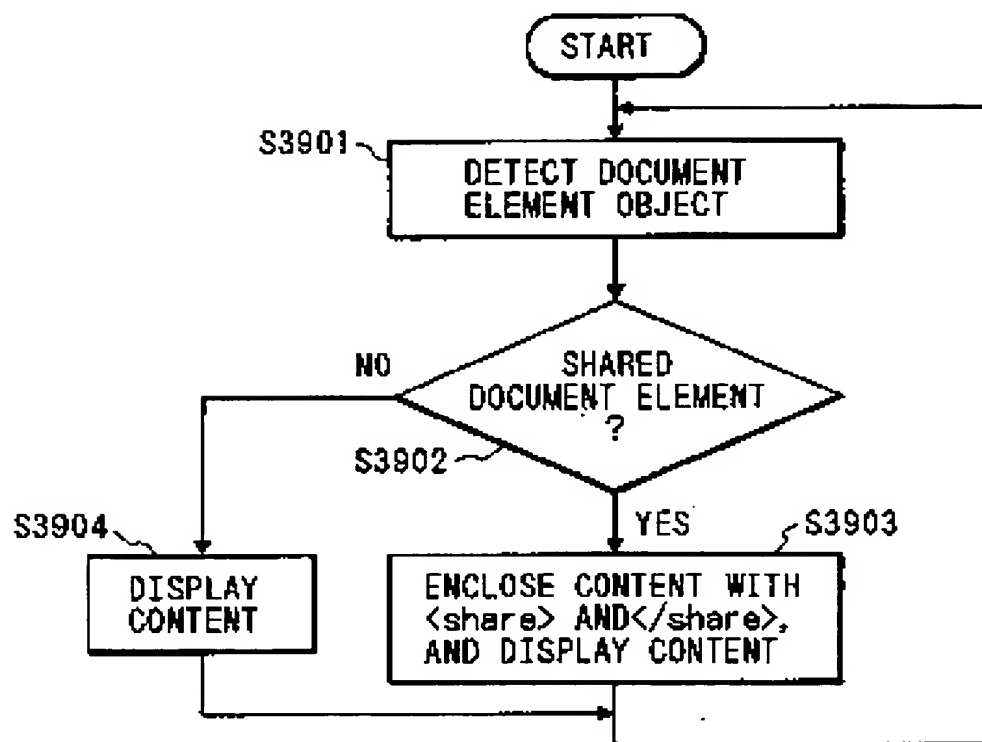 START
S3901
DETECT DOCUMENT
ELEMENT OBJECT
NO
SHARED
DOCUMENT ELEMENT
?
S3902
YES
S3904
S3903
DISPLAY
CONTENT
ENCLOSE CONTENT WITH
<share> AND</share>,
AND DISPLAY CONTENT